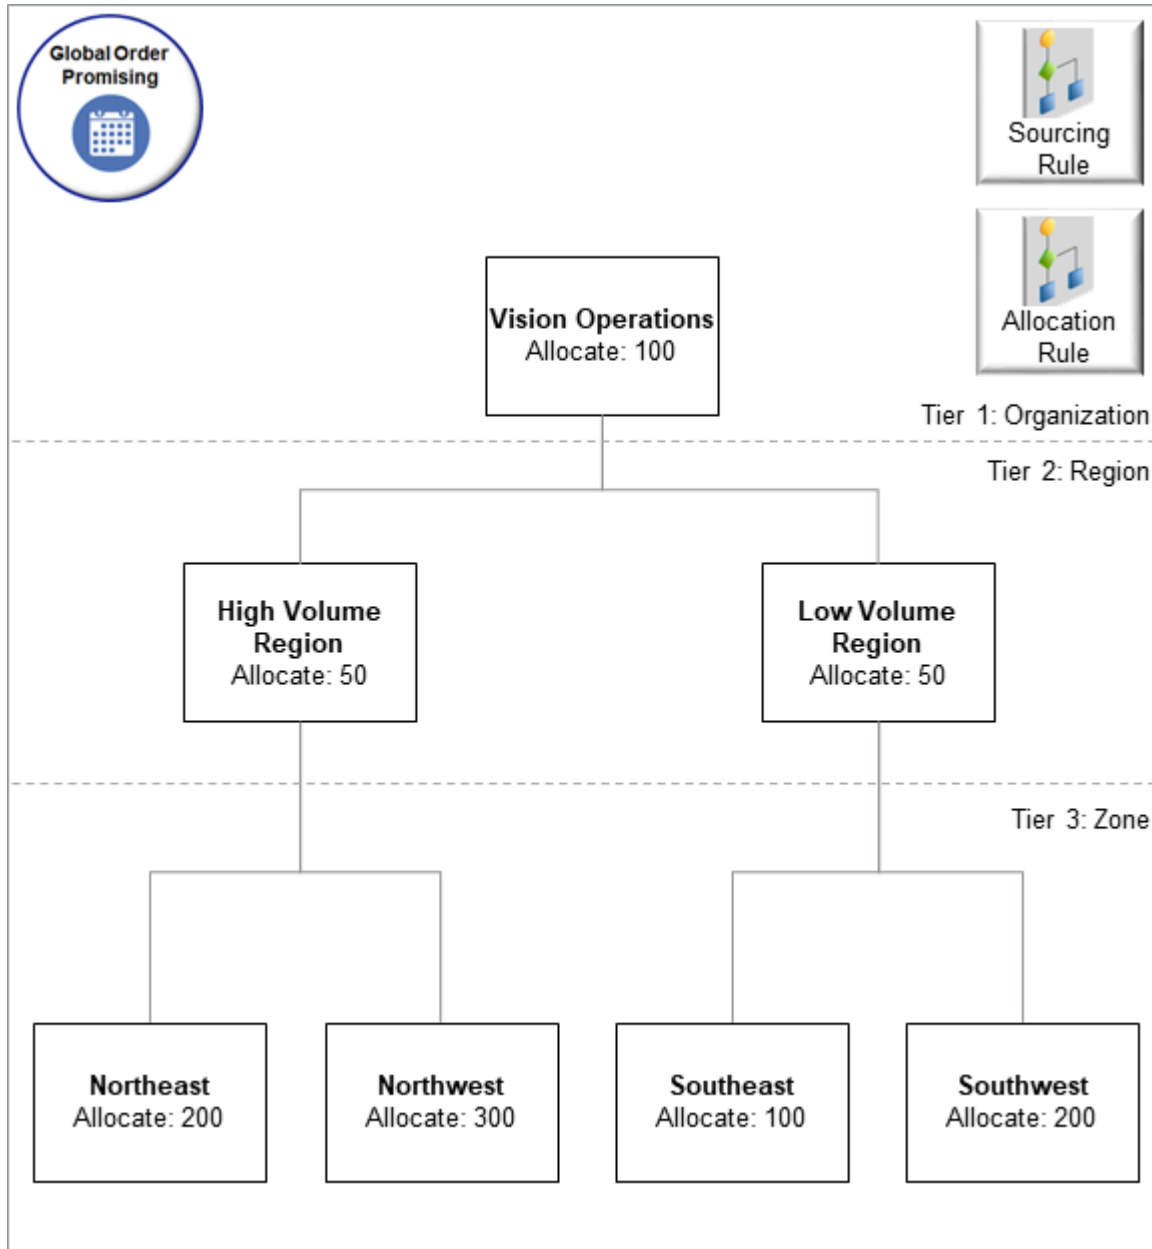 Global Order
Promising
Sourcing
Rule
Allocation
Rule
Vision Operations
Allocate: 100
Tier 1: Organization
Tier 2: Region
High Volume
Region
Allocate: 50
Low Volume
Region
Allocate: 50
Tier 3: Zone
Northeast
Allocate: 200
Northwest
Allocate: 300
Southeast
Allocate: 100
Southwest
Allocate: 200